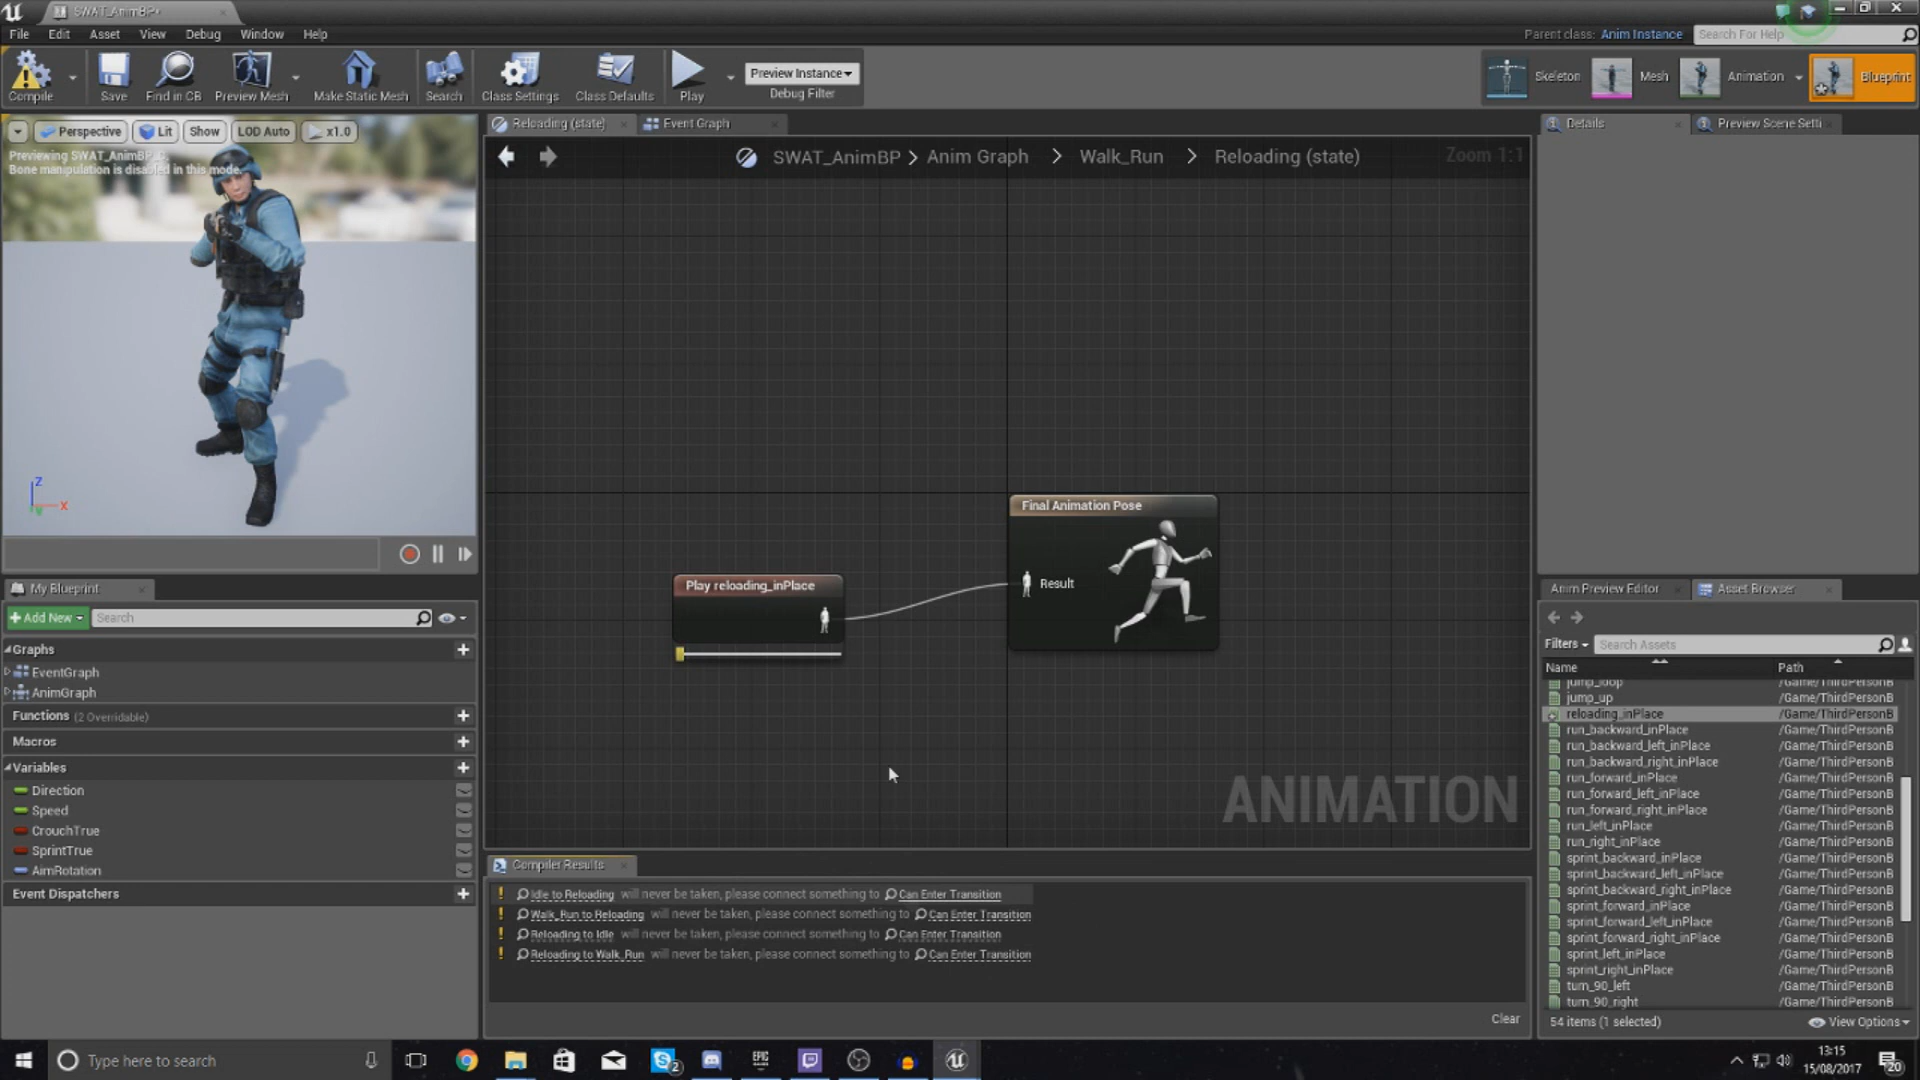 SWAT_AnimBP*
File Edit Asset View Debug Window Help
Parent class: Anim Instance
Search For Help
Compile
Save
Find in CB
Preview Mesh
Make Static Mesh
Search
Class Settings
Class Defaults
Play
Preview Instance
Debug Filter
Skeleton
Mesh
Animation
Blueprint
Perspective
Lit
Show
LOD Auto
x1.0
Previewing SWAT_AnimBP_C.
Bone manipulation is disabled in this mode.
Z
X
Reloading (state)
Event Graph
SWAT_AnimBP > Anim Graph > Walk_Run > Reloading (state)
Zoom 1:1
Play reloading_inPlace
Final Animation Pose
Result
ANIMATION
My Blueprint
Add New
Search
Graphs
EventGraph
AnimGraph
Functions (2 Overridable)
Macros
Variables
Direction
Speed
CrouchTrue
SprintTrue
AimRotation
Event Dispatchers
Compiler Results
Idle to Reloading will never be taken, please connect something to Can Enter Transition
Walk_Run to Reloading will never be taken, please connect something to Can Enter Transition
Reloading to Idle will never be taken, please connect something to Can Enter Transition
Reloading to Walk_Run will never be taken, please connect something to Can Enter Transition
Clear
Details
Preview Scene Setti
Anim Preview Editor
Asset Browser
Filters
Search Assets
Name Path
jump_loop /Game/ThirdPersonB
jump_up /Game/ThirdPersonB
reloading_inPlace /Game/ThirdPersonB
run_backward_inPlace /Game/ThirdPersonB
run_backward_left_inPlace /Game/ThirdPersonB
run_backward_right_inPlace /Game/ThirdPersonB
run_forward_inPlace /Game/ThirdPersonB
run_forward_left_inPlace /Game/ThirdPersonB
run_forward_right_inPlace /Game/ThirdPersonB
run_left_inPlace /Game/ThirdPersonB
run_right_inPlace /Game/ThirdPersonB
sprint_backward_inPlace /Game/ThirdPersonB
sprint_backward_left_inPlace /Game/ThirdPersonB
sprint_backward_right_inPlace /Game/ThirdPersonB
sprint_forward_inPlace /Game/ThirdPersonB
sprint_forward_left_inPlace /Game/ThirdPersonB
sprint_forward_right_inPlace /Game/ThirdPersonB
sprint_left_inPlace /Game/ThirdPersonB
sprint_right_inPlace /Game/ThirdPersonB
turn_90_left /Game/ThirdPersonB
turn_90_right /Game/ThirdPersonB
54 items (1 selected)
View Options
Type here to search
2
EPIC
13:15
15/08/2017
20